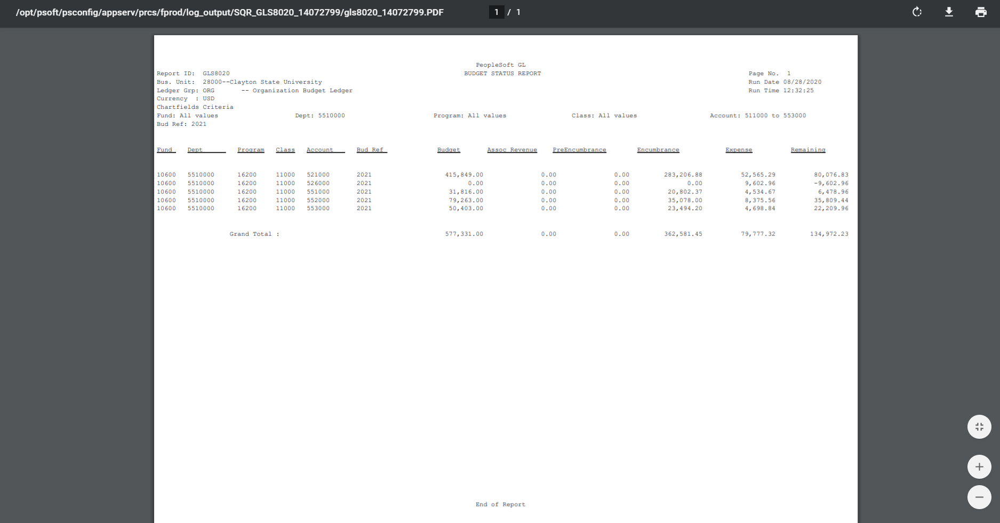 /opt/psoft/psconfig/appserv/prcs/fprod/log_output/SQR_GLS8020_14072799/gls8020_14072799.PDF 1 / 1
PeopleSoft GL
Report ID: GLS8020 BUDGET STATUS REPORT Page No. 1
Bus. Unit: 28000--Clayton State University Run Date 08/28/2020
Ledger Grp: ORG -- Organization Budget Ledger Run Time 12:32:25
Currency : USD
Chartfields Criteria
Fund: All values Dept: 5510000 Program: All values Class: All values Account: 511000 to 553000
Bud Ref: 2021
Fund Dept Program Class Account Bud Ref Budget Assoc Revenue PreEncumbrance Encumbrance Expense Remaining
10600 5510000 16200 11000 521000 2021 415,849.00 0.00 0.00 283,206.88 52,565.29 80,076.83
10600 5510000 16200 11000 526000 2021 0.00 0.00 0.00 0.00 9,602.96 -9,602.96
10600 5510000 16200 11000 551000 2021 31,816.00 0.00 0.00 20,802.37 4,534.67 6,478.96
10600 5510000 16200 11000 552000 2021 79,263.00 0.00 0.00 35,078.00 8,375.56 35,809.44
10600 5510000 16200 11000 553000 2021 50,403.00 0.00 0.00 23,494.20 4,698.84 22,209.96
Grand Total : 577,331.00 0.00 0.00 362,581.45 79,777.32 134,972.23
End of Report